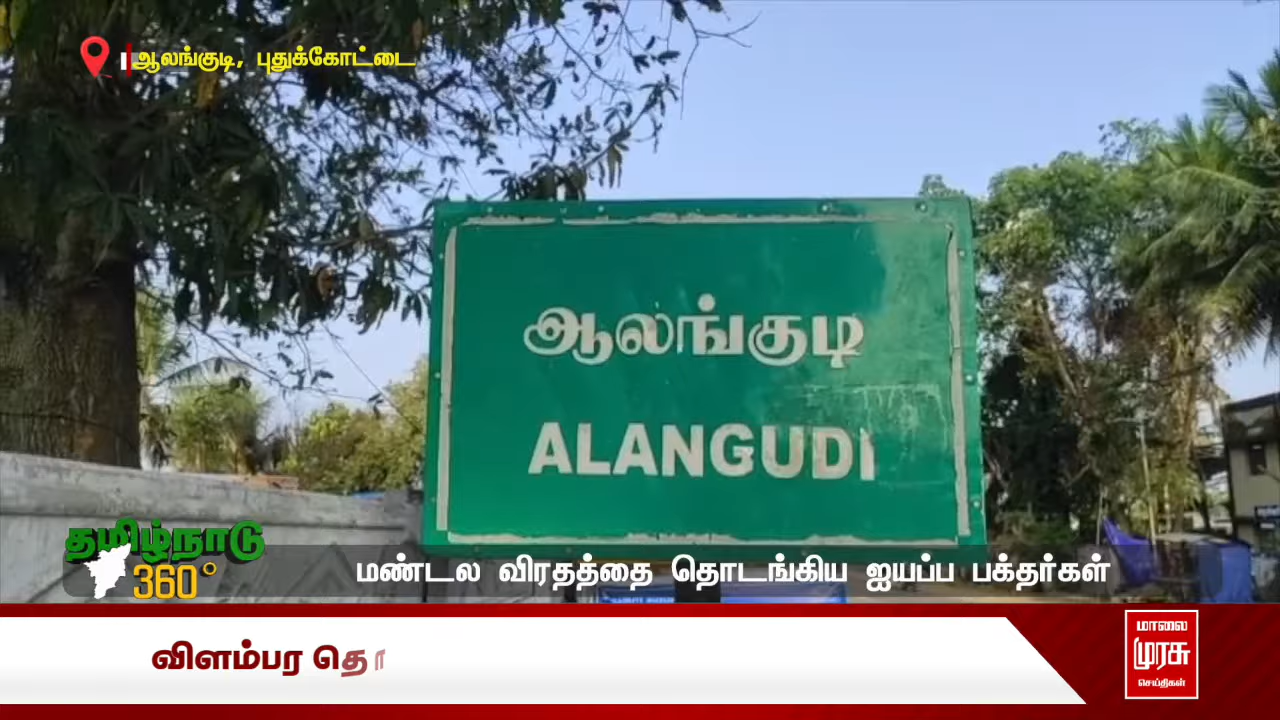 ஆலங்குடி, புதுக்கோட்டை
ஆலங்குடி
ALANGUDI
தமிழ்நாடு
360°
மண்டல விரதத்தை தொடங்கிய ஐயப்ப பக்தர்கள்
விளம்பர
மாலை
முரசு
செய்திகள்